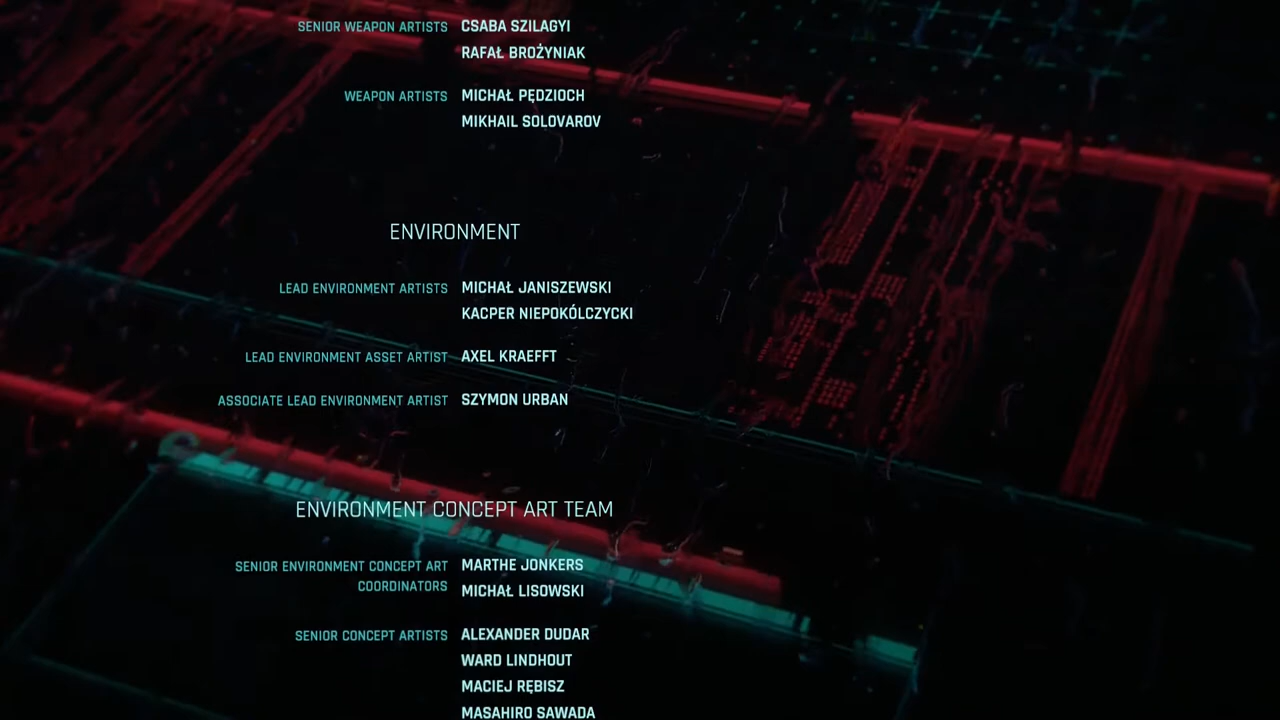 SENIOR WEAPON ARTISTS CSABA SZILAGYI
RAFAŁ BROŻYNIAK
WEAPON ARTISTS MICHAŁ PĘDZIOCH
MIKHAIL SOLOVAROV
ENVIRONMENT
LEAD ENVIRONMENT ARTISTS MICHAŁ JANISZEWSKI
KACPER NIEPOKÓLCZYCKI
LEAD ENVIRONMENT ASSET ARTIST AXEL KRAEFFT
ASSOCIATE LEAD ENVIRONMENT ARTIST SZYMON URBAN
ENVIRONMENT CONCEPT ART TEAM
SENIOR ENVIRONMENT CONCEPT ART MARTHE JONKERS
COORDINATORS MICHAŁ LISOWSKI
SENIOR CONCEPT ARTISTS ALEXANDER DUDAR
WARD LINDHOUT
MACIEJ RĘBISZ
MASAHIRO SAWADA